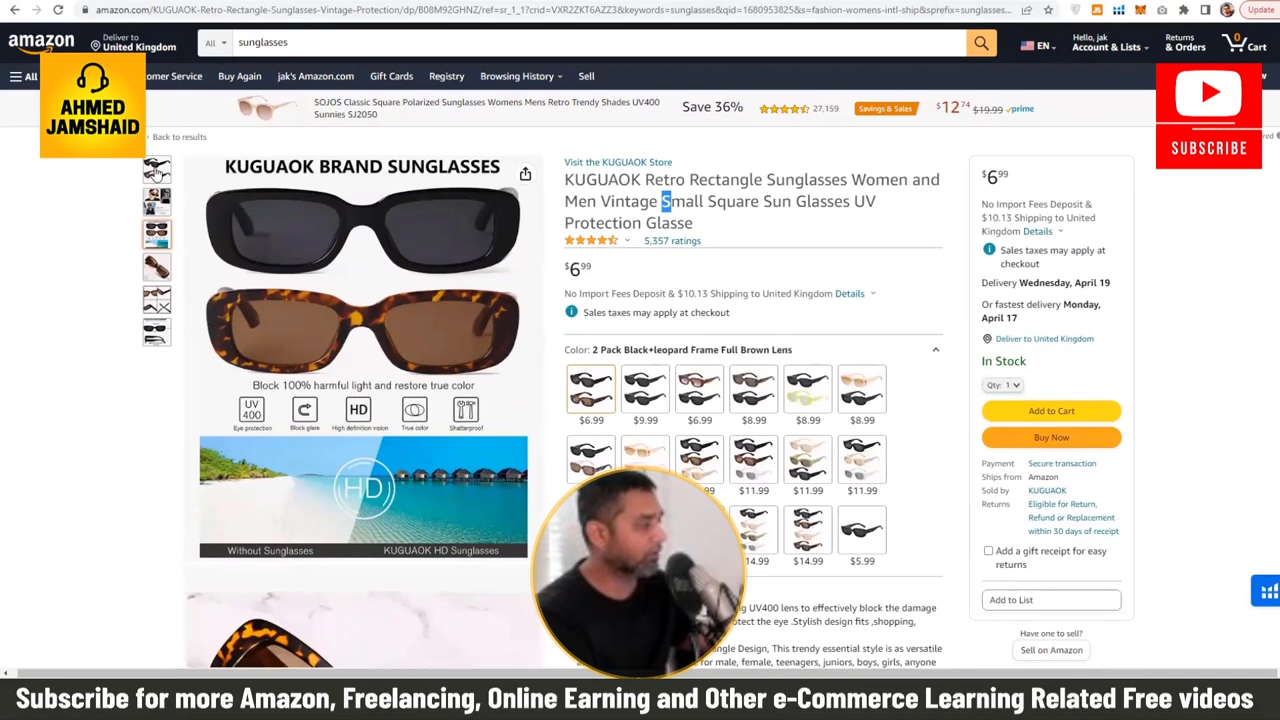 amazon.com/KUGUAOK-Retro-Rectangle-Sunglasses-Vintage-Protection/dp/B08M92GHNZ/ref=sr_1_1?crid=VXR2ZKT6AZZ3&keywords=sunglasses&qid=1680953825&s=fashion-womens-intl-ship&sprefix=sunglasses...
Update
amazon
Deliver to
United Kingdom
All
sunglasses
EN
Hello, jak
Account & Lists
Returns
& Orders
0
Cart
All
Customer Service
Buy Again
jak's Amazon.com
Gift Cards
Registry
Browsing History
Sell
AHMED
JAMSHAID
SOJOS Classic Square Polarized Sunglasses Womens Mens Retro Trendy Shades UV400
Sunnies SJ2050
Save 36%
27,159
Savings & Sales
$12 74
$19.99
prime
SUBSCRIBE
Back to results
KUGUAOK BRAND SUNGLASSES
Block 100% harmful light and restore true color
UV
400
HD
Eye protection
Block glare
High definition vision
True color
Shatterproof
Without Sunglasses
KUGUAOK HD Sunglasses
Visit the KUGUAOK Store
KUGUAOK Retro Rectangle Sunglasses Women and
Men Vintage Small Square Sun Glasses UV
Protection Glasse
5,357 ratings
$6 99
No Import Fees Deposit & $10.13 Shipping to United Kingdom Details
Sales taxes may apply at checkout
Color: 2 Pack Black+leopard Frame Full Brown Lens
$6.99
$9.99
$6.99
$8.99
$8.99
$8.99
$11.99
$11.99
$11.99
14.99
$14.99
$5.99
UV400 lens to effectively block the damage
the eye .Stylish design fits ,shopping,
Design, This trendy essential style is as versatile
for male, female, teenagers, juniors, boys, girls, anyone
$6 99
No Import Fees Deposit &
$10.13 Shipping to United
Kingdom Details
Sales taxes may apply at
checkout
Delivery Wednesday, April 19
Or fastest delivery Monday,
April 17
Deliver to United Kingdom
In Stock
Qty: 1
Add to Cart
Buy Now
Payment Secure transaction
Ships from Amazon
Sold by KUGUAOK
Returns Eligible for Return,
Refund or Replacement
within 30 days of receipt
Add a gift receipt for easy
returns
Add to List
Have one to sell?
Sell on Amazon
Subscribe for more Amazon, Freelancing, Online Earning and Other e-Commerce Learning Related Free videos